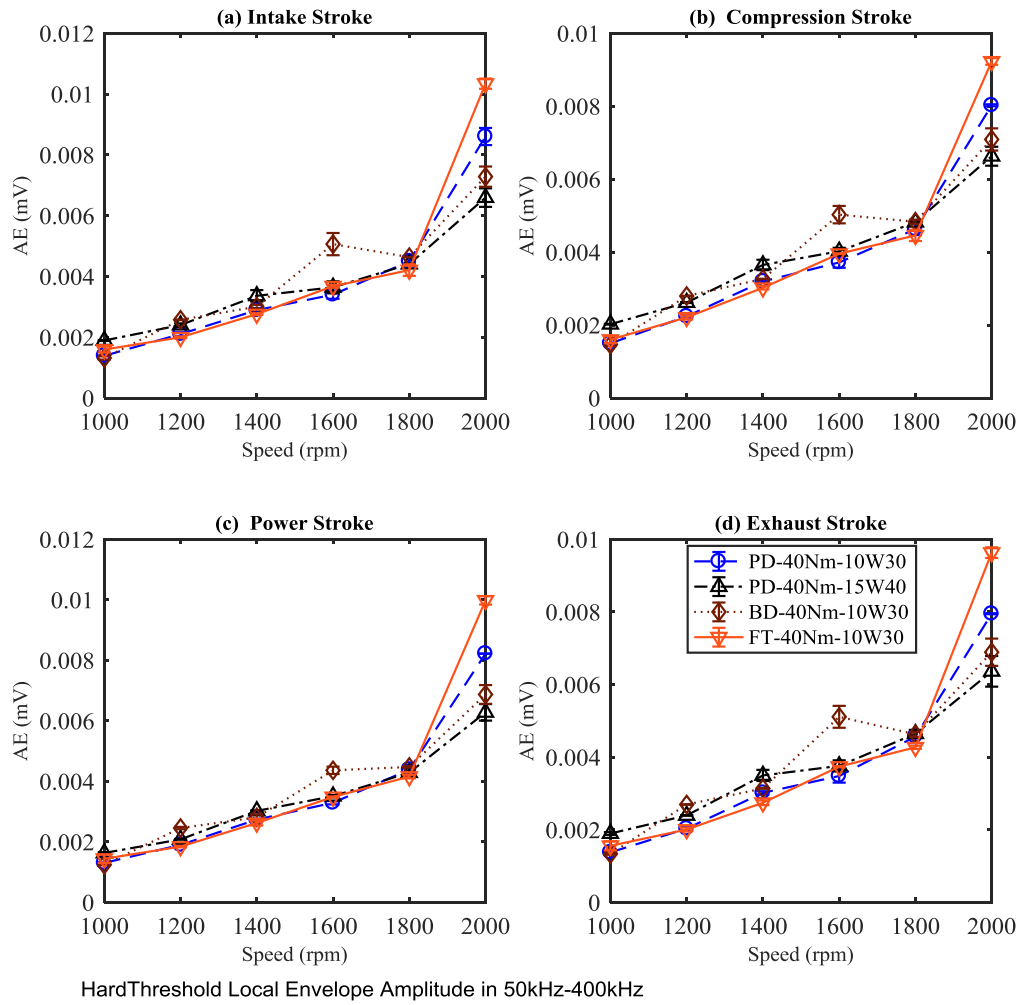 (a) Intake Stroke
0.012
0.01
0.008
0.006
0.004
0.002
0
AE (mV)
1000 1200 1400 1600 1800 2000
Speed (rpm)
(b) Compression Stroke
0.01
0.008
0.006
0.004
0.002
0
AE (mV)
1000 1200 1400 1600 1800 2000
Speed (rpm)
(c) Power Stroke
0.012
0.01
0.008
0.006
0.004
0.002
0
AE (mV)
1000 1200 1400 1600 1800 2000
Speed (rpm)
(d) Exhaust Stroke
0.01
0.008
0.006
0.004
0.002
0
AE (mV)
PD-40Nm-10W30
PD-40Nm-15W40
BD-40Nm-10W30
FT-40Nm-10W30
1000 1200 1400 1600 1800 2000
Speed (rpm)
HardThreshold Local Envelope Amplitude in 50kHz-400kHz